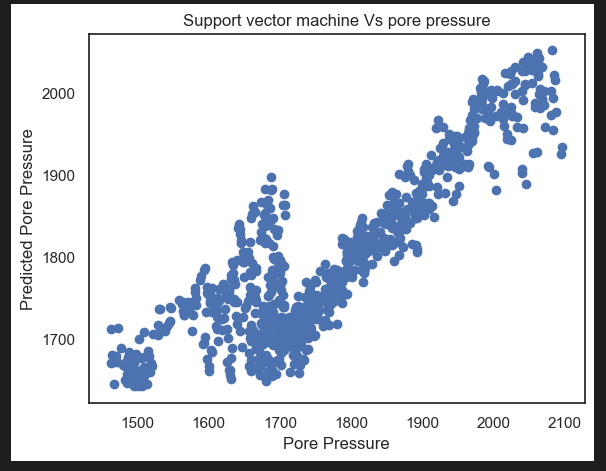 Support vector machine Vs pore pressure
Predicted Pore Pressure
2000
1900
1800
1700
1500 1600 1700 1800 1900 2000 2100
Pore Pressure